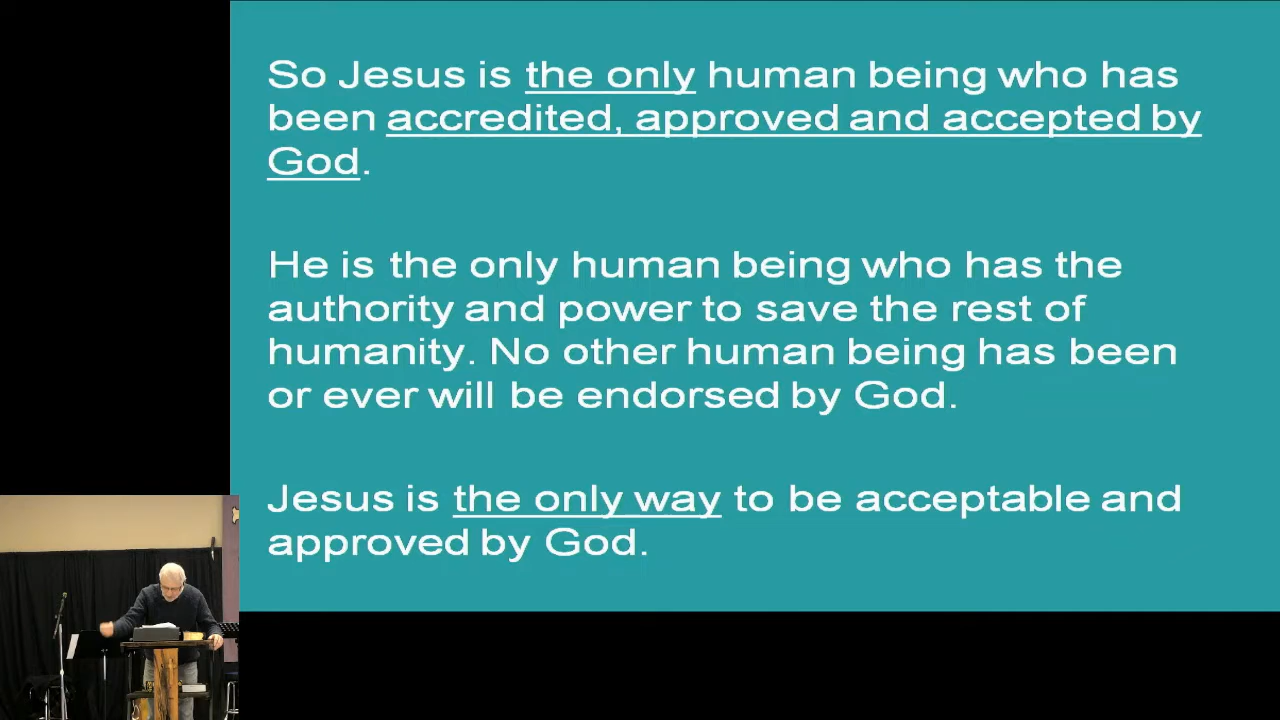 So Jesus is the only human being who has
been accredited, approved and accepted by
God.
He is the only human being who has the
authority and power to save the rest of
humanity. No other human being has been
or ever will be endorsed by God.
Jesus is the only way to be acceptable and
approved by God.